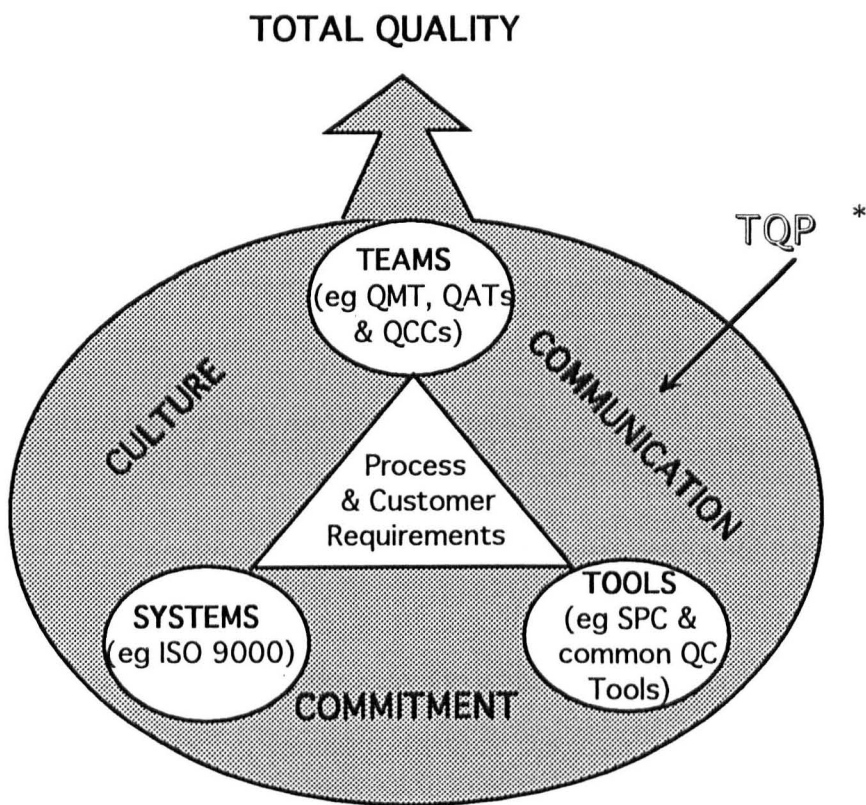 TOTAL QUALITY
TQP *
TEAMS
(eg QMT, QATs
& QCCs)
CULTURE
COMMUNICATION
Process
& Customer
Requirements
SYSTEMS
(eg ISO 9000)
TOOLS
(eg SPC &
common QC
Tools)
COMMITMENT